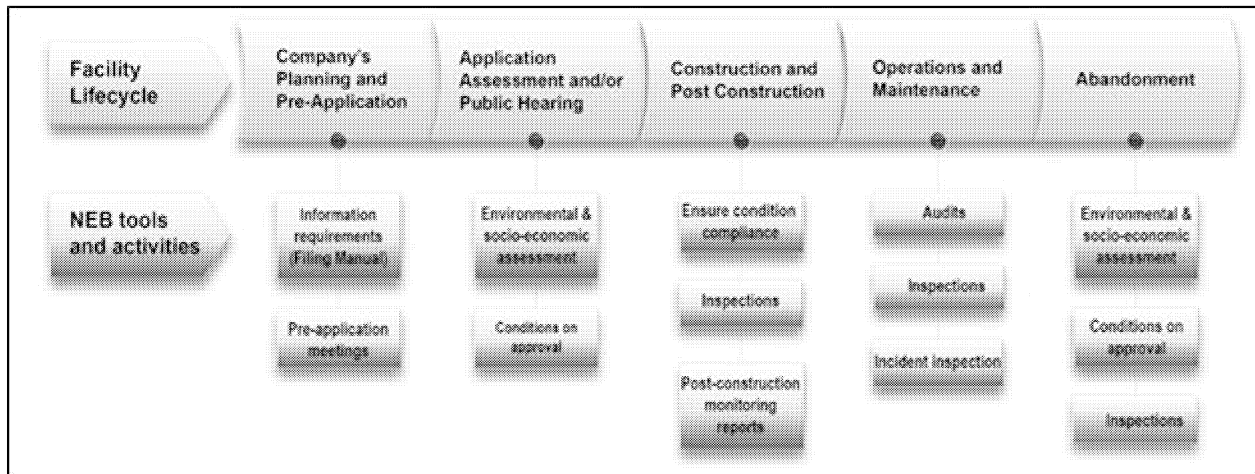 Facility
Lifecycle
Company's
Planning and
Pre-Application
Application
Assessment and/or
Public Hearing
Construction and
Post Construction
Operations and
Maintenance
Abandonment
NEB tools
and activities
Information
requirements
(Filing Manual)
Pre-application
meetings
Environmental &
socio-economic
assessment
Conditions on
approval
Ensure condition
compliance
Inspections
Post-construction
monitoring
reports
Audits
Inspections
Incident Inspection
Environmental &
socio-economic
assessment
Conditions on
approval
Inspections